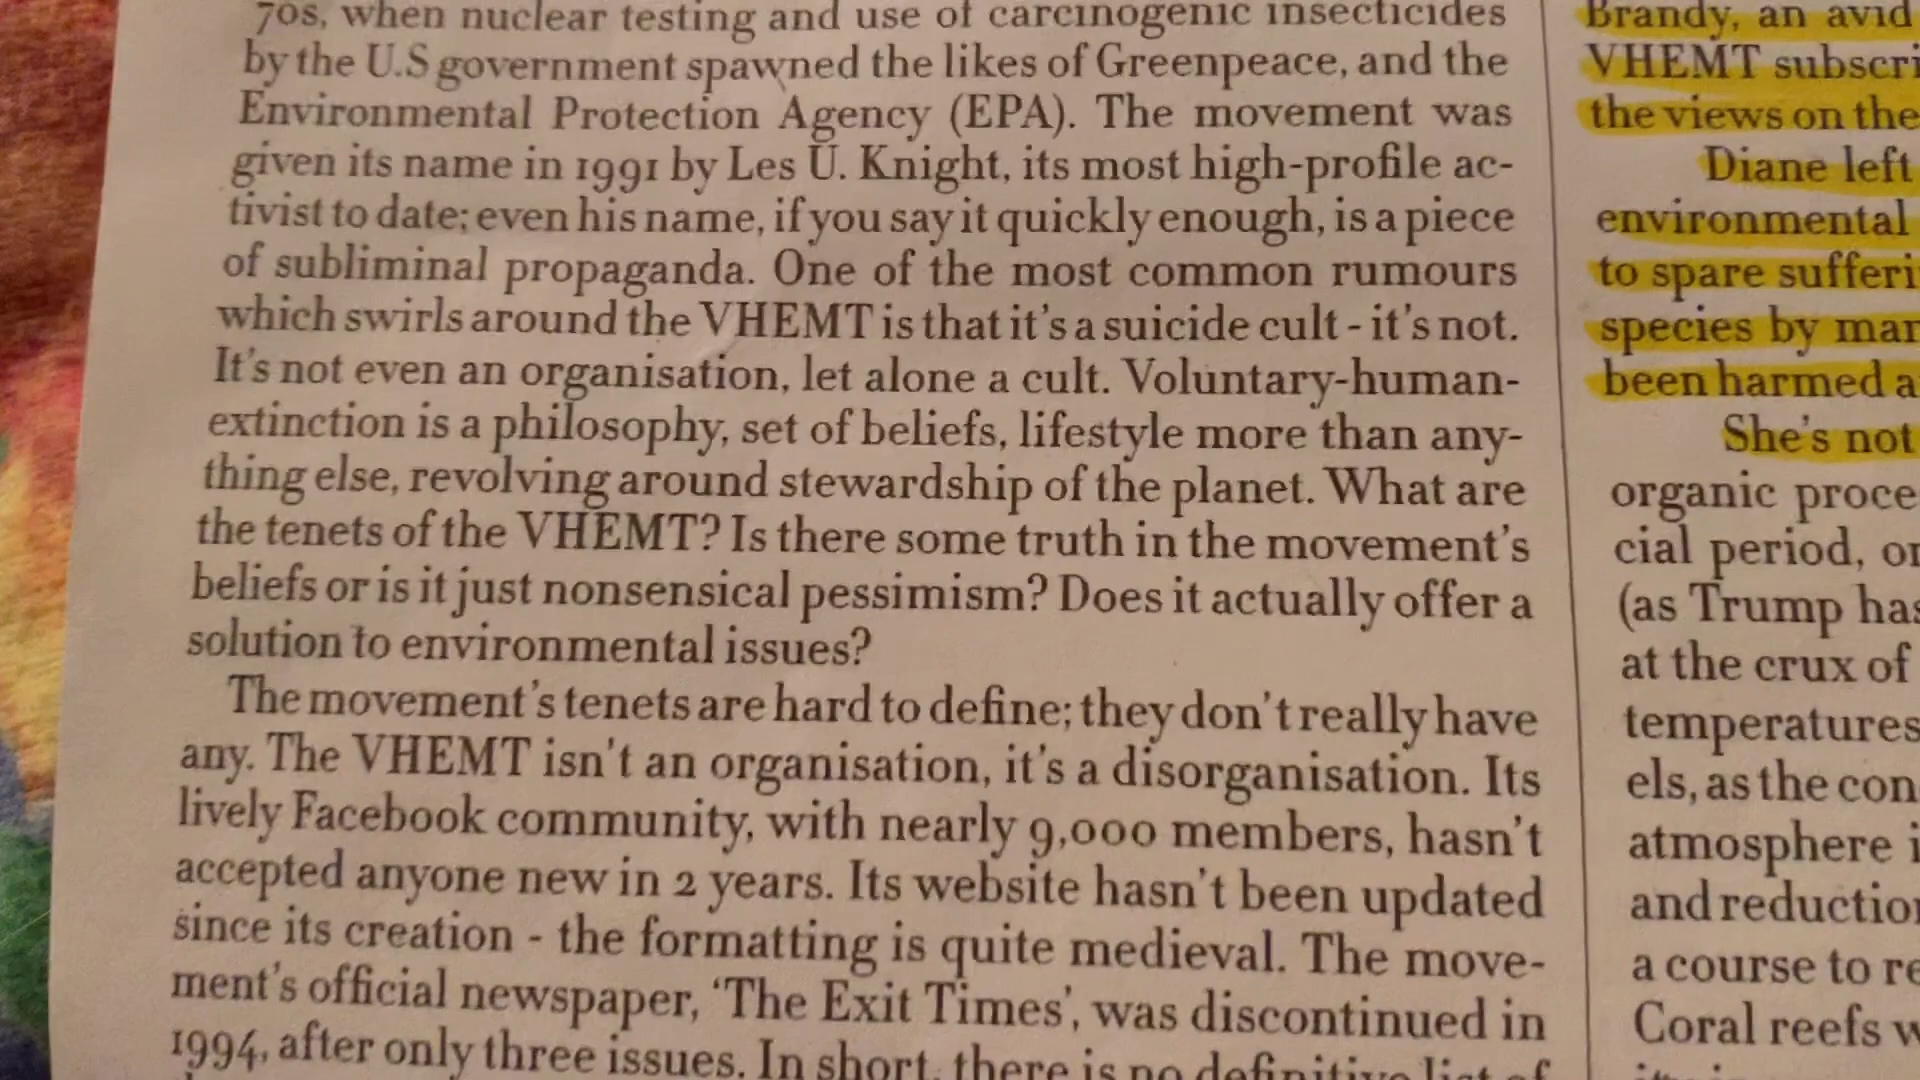 70s, when nuclear testing and use of carcinogenic insecticides
by the U.S government spawned the likes of Greenpeace, and the
Environmental Protection Agency (EPA). The movement was
given its name in 1991 by Les U. Knight, its most high-profile ac-
tivist to date; even his name, if you say it quickly enough, is a piece
of subliminal propaganda. One of the most common rumours
which swirls around the VHEMT is that it's a suicide cult - it's not.
It's not even an organisation, let alone a cult. Voluntary-human-
extinction is a philosophy, set of beliefs, lifestyle more than any-
thing else, revolving around stewardship of the planet. What are
the tenets of the VHEMT? Is there some truth in the movement's
beliefs or is it just nonsensical pessimism? Does it actually offer a
solution to environmental issues?
The movement's tenets are hard to define; they don't really have
any. The VHEMT isn't an organisation, it's a disorganisation. Its
lively Facebook community, with nearly 9,000 members, hasn't
accepted anyone new in 2 years. Its website hasn't been updated
since its creation - the formatting is quite medieval. The move-
ment's official newspaper, 'The Exit Times', was discontinued in
1994, after only three issues. In short, there is no definitive list of
Brandy, an avid
VHEMT subscri
the views on the
Diane left
environmental
to spare sufferi
species by mar
been harmed a
She's not
organic proce
cial period, or
(as Trump has
at the crux of
temperatures
els, as the con
atmosphere i
and reduction
a course to re
Coral reefs w